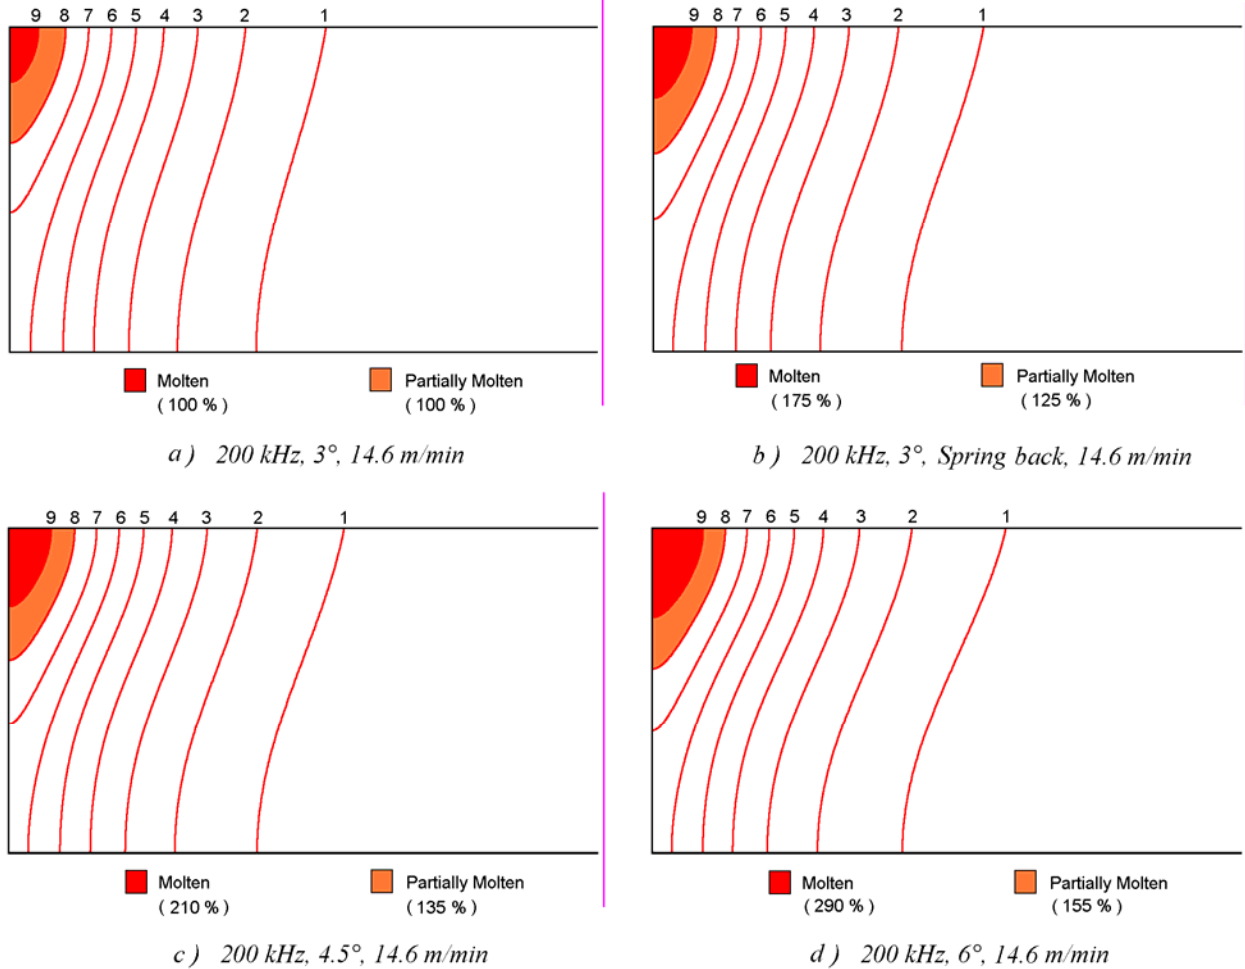 9 8 7 6 5 4 3 2 1
Molten
( 100 % )
Partially Molten
( 100 % )
a ) 200 kHz, 3°, 14.6 m/min
9 8 7 6 5 4 3 2 1
Molten
( 175 % )
Partially Molten
( 125 % )
b ) 200 kHz, 3°, Spring back, 14.6 m/min
9 8 7 6 5 4 3 2 1
Molten
( 210 % )
Partially Molten
( 135 % )
c ) 200 kHz, 4.5°, 14.6 m/min
9 8 7 6 5 4 3 2 1
Molten
( 290 % )
Partially Molten
( 155 % )
d ) 200 kHz, 6°, 14.6 m/min